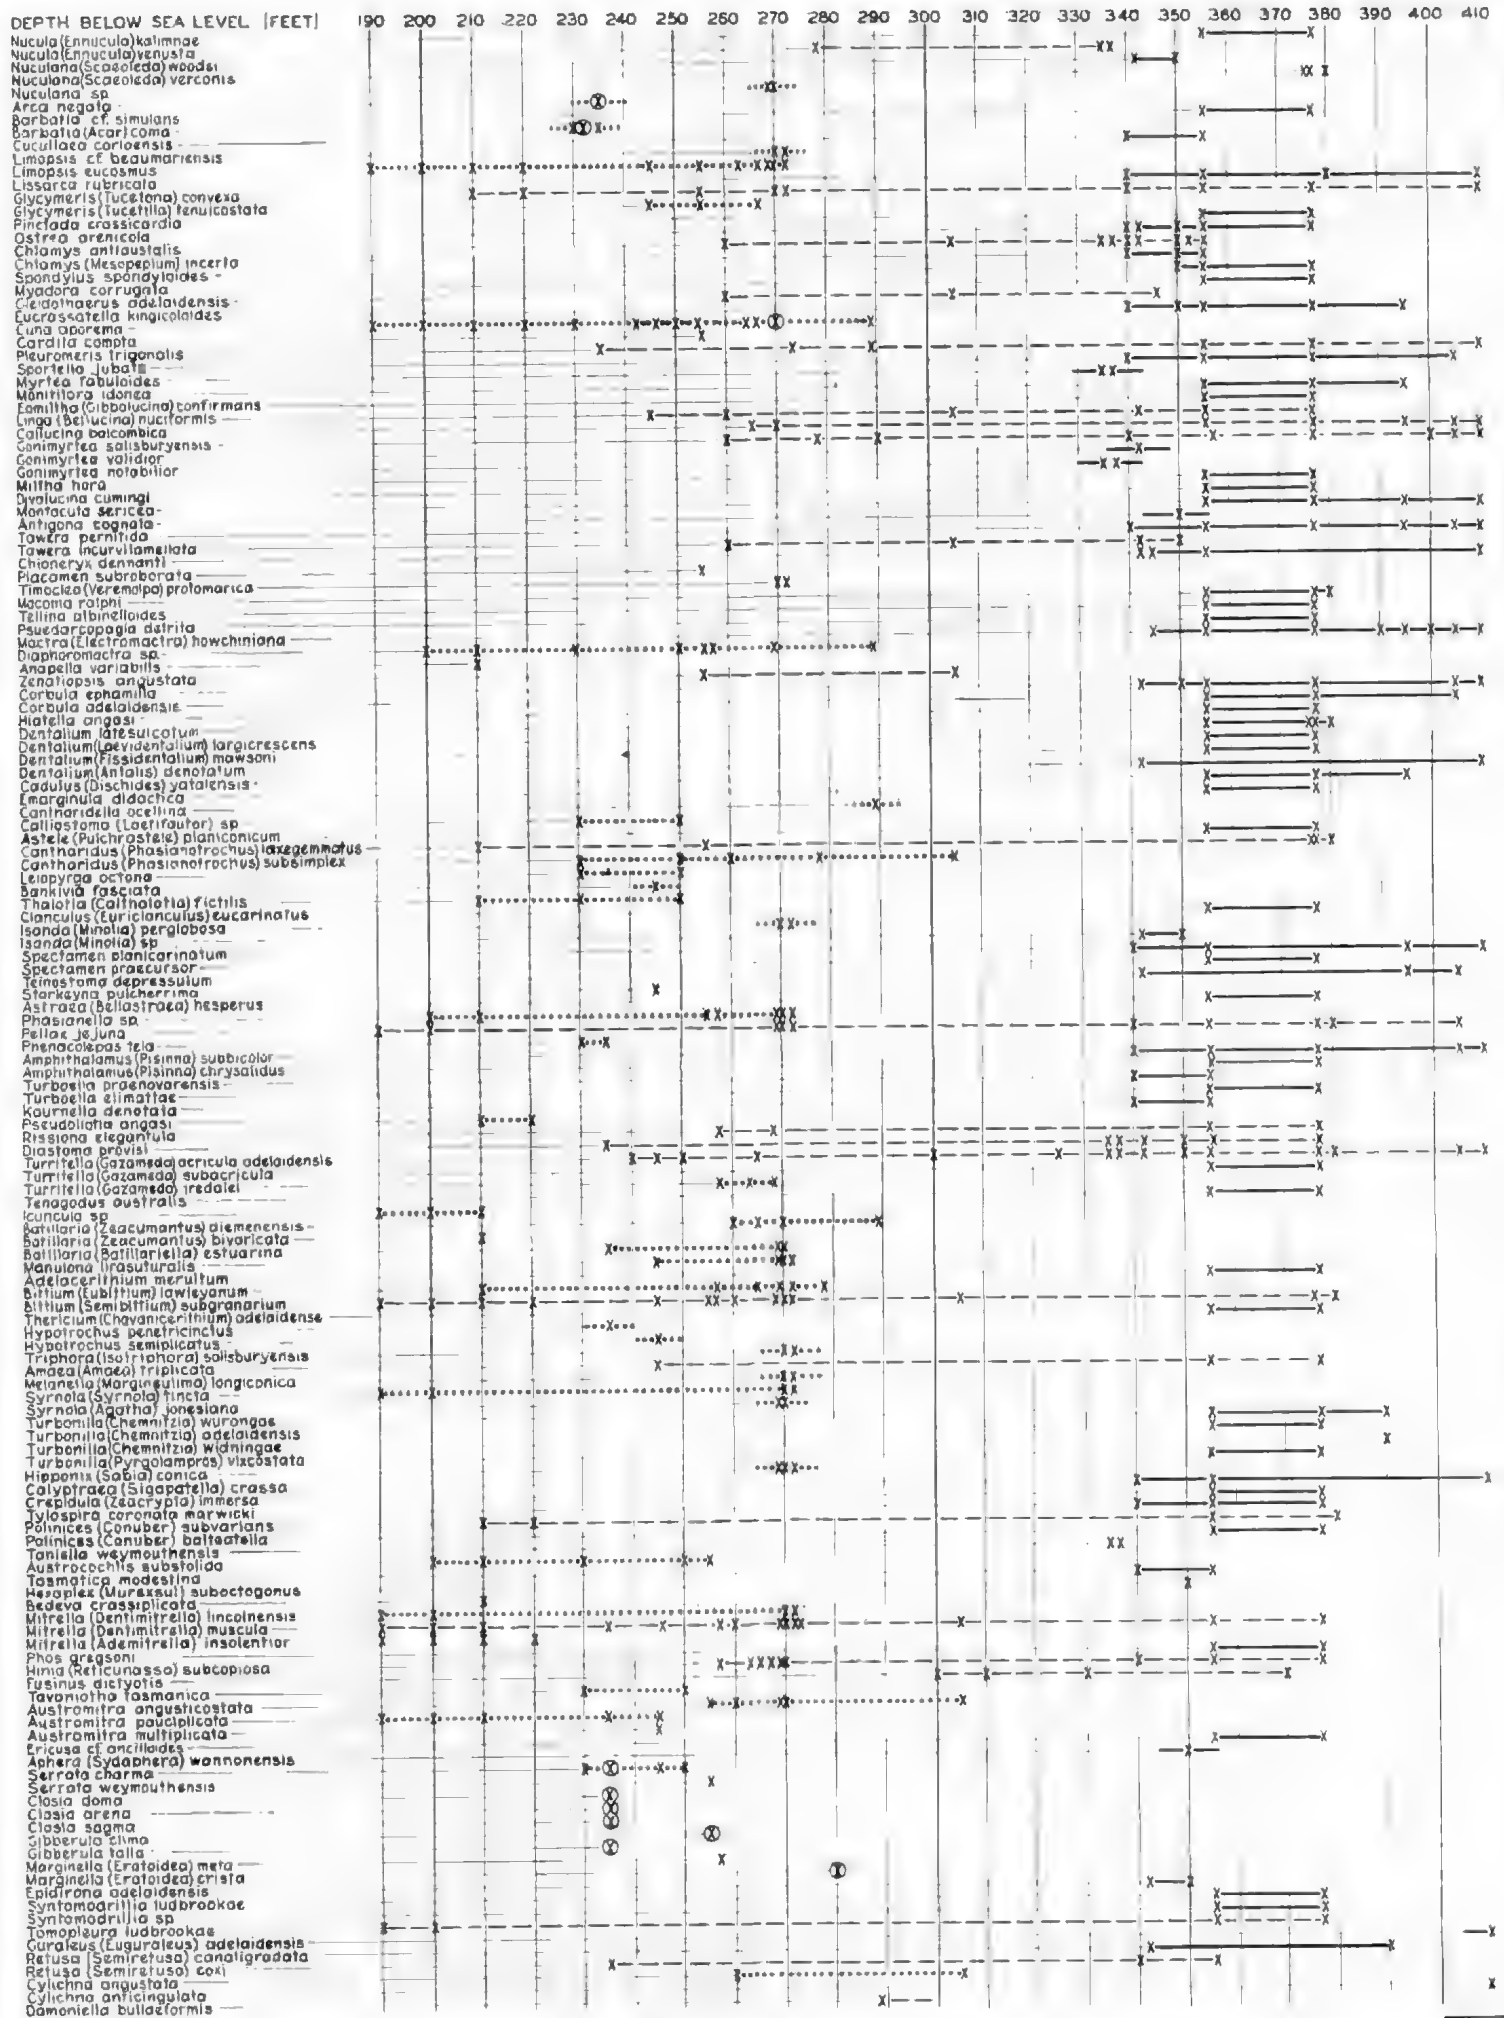 DEPTH BELOW SEA LEVEL (FEET) 190 200 210 220 230 240 250 260 270 280 290 300 310 320 330 340 350 360 370 380 390 400 410
Nucula (Ennucula) kalimnae
Nucula (Ennucula) venusta
Nuculana (Scaeoleda) woodsi
Nuculana (Scaeoleda) verconis
Nuculana sp
Arca negata
Barbatia cf. simulans
Barbatia (Acar) coma
Cucullaea corioensis
Limopsis cf beaumariensis
Limopsis eucosmus
Lissarca rubricata
Glycymeris (Tucetona) convexa
Glycymeris (Tucetilla) tenuicostata
Pinctada crassicardia
Ostrea arenicola
Chlamys antiaustalis
Chlamys (Mesopeplum) incerta
Spondylus spondyloides
Myadora corrugata
Cleidothaerus adelaidensis
Eucrassatella kingicoloides
Cuna aporema
Cardita compta
Pleuromeris trigonalis
Sportella jubata
Myrtea fabuloides
Monitilora idonea
Eomiltha (Gibbolucina) confirmans
Linga (Bellucina) nuciformis
Callucina balcombica
Gonimyrtea salisburyensis
Gonimyrtea validior
Gonimyrtea notabilior
Miltha hora
Divalucina cumingi
Montacuta sericea
Antigona cognata
Tawera pernitida
Tawera incurvilamellata
Chioneryx dennanti
Placamen subroborata
Timoclea (Veremolpa) protomarica
Macoma ralphi
Tellina albinelloides
Psuedarcopagia detrita
Mactra (Electromactra) howchiniana
Diaphoromactra sp
Anapella variabilis
Zenatiopsis angustata
Corbula ephamilla
Corbula adelaidensis
Hiatella angasi
Dentalium latesulcatum
Dentalium (Laevidentalium) largicrescens
Dentalium (Fissidentalium) mawsoni
Dentalium (Antalis) denotatum
Cadulus (Dischides) yatalensis
Emarginula didactica
Cantharidella ocellina
Calliostoma (Laetifautor) sp
Astele (Pulchrastele) planiconicum
Cantharidus (Phasianotrochus) laxegemmatus
Cantharidus (Phasianotrochus) subsimplex
Leiopyrga octona
Bankivia fasciata
Thalotia (Calthalotia) fictilis
Clanculus (Euriclanculus) eucarinatus
Isanda (Minolia) perglobosa
Isanda (Minolia) sp
Spectamen planicarinatum
Spectamen praecursor
Teinostoma depressulum
Starkeyna pulcherrima
Astraea (Bellastraea) hesperus
Phasianella sp
Pellax jejuna
Phenacolepas tela
Amphithalamus (Pisinna) subbicolor
Amphithalamus (Pisinna) chrysalidus
Turboella praenovarensis
Turboella elimattae
Kaurnella denotata
Pseudoliotia angasi
Rissoina elegantula
Diastoma provisi
Turritella (Gazameda) acricula adelaidensis
Turritella (Gazameda) subacricula
Turritella (Gazameda) iredalei
Tenagodus australis
Icuncula sp
Batillaria (Zeacumantus) diemenensis
Batillaria (Zeacumantus) bivaricata
Batillaria (Batillariella) estuarina
Manulona lirasuturalis
Adelacerithium merultum
Bittium (Eubittium) lawleyanum
Bittium (Semibittium) subgranarium
Thericium (Chavanicerithium) adelaidense
Hypotrochus penetricinctus
Hypotrochus semiplicatus
Triphora (Isotriphora) salisburyensis
Amaea (Amaea) triplicata
Melanella (Margineulima) longiconica
Syrnola (Syrnola) tincta
Syrnola (Agatha) jonesiana
Turbonilla (Chemnitzia) wurongae
Turbonilla (Chemnitzia) adelaidensis
Turbonilla (Chemnitzia) widningae
Turbonilla (Pyrgolampros) vixcostata
Hipponix (Sabia) conica
Calyptraea (Sigapatella) crassa
Crepidula (Zeacrypta) immersa
Tylospira coronata marwicki
Polinices (Conuber) subvarians
Polinices (Conuber) balteatella
Taniella weymouthensis
Austrocochlis substolida
Tasmatica modestina
Hexaplex (Murexsul) suboctogonus
Bedeva crassiplicata
Mitrella (Dentimitrella) lincolnensis
Mitrella (Dentimitrella) muscula
Mitrella (Ademitrella) insolentior
Phos gregsoni
Hinia (Reticunassa) subcopiosa
Fusinus dictyotis
Tavaniotha tasmanica
Austromitra angusticostata
Austromitra pauciplicata
Austromitra multiplicata
Ericusa cf. ancilloides
Aphera (Sydaphera) wannonensis
Serrata charma
Serrata weymouthensis
Closia doma
Closia arena
Closia sagma
Gibberula clima
Gibberula talla
Marginella (Eratoidea) meta
Marginella (Eratoidea) crista
Epidirona adelaidensis
Syntomodrillia ludbrookae
Syntomodrillia sp
Tomopleura ludbrookae
Guraleus (Euguraleus) adelaidensis
Retusa (Semiretusa) canaligradata
Retusa (Semiretusa) coxi
Cylichna angustata
Cylichna anticingulata
Damoniella bullaeformis